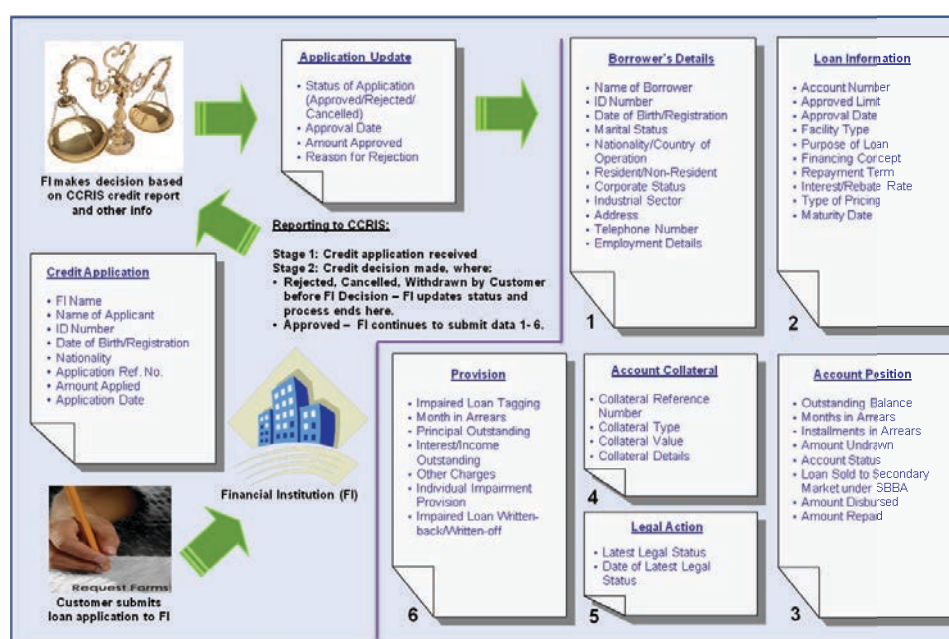 Application Update
• Status of Application
(Approved/Rejected/
Cancelled)
• Approval Date
• Amount Approved
• Reason for Rejection
FI makes decision based
on CCRIS credit report
and other info
Reporting to CCRIS:
Stage 1: Credit application received
Stage 2: Credit decision made, where:
• Rejected, Cancelled, Withdrawn by Customer
before FI Decision – FI updates status and
process ends here.
• Approved – FI continues to submit data 1- 6.
Credit Application
• FI Name
• Name of Applicant
• ID Number
• Date of Birth/Registration
• Nationality
• Application Ref. No.
• Amount Applied
• Application Date
Financial Institution (FI)
Request Forms
Customer submits
loan application to FI
Borrower's Details
• Name of Borrower
• ID Number
• Date of Birth/Registration
• Marital Status
• Nationality/Country of
Operation
• Resident/Non-Resident
• Corporate Status
• Industrial Sector
• Address
• Telephone Number
• Employment Details
1
Loan Information
• Account Number
• Approved Limit
• Approval Date
• Facility Type
• Purpose of Loan
• Financing Concept
• Repayment Term
• Interest/Rebate Rate
• Type of Pricing
• Maturity Date
2
Account Position
• Outstanding Balance
• Months in Arrears
• Installments in Arrears
• Amount Undrawn
• Account Status
• Loan Sold to Secondary
Market under SBBA
• Amount Disbursed
• Amount Repaid
3
Account Collateral
• Collateral Reference
Number
• Collateral Type
• Collateral Value
• Collateral Details
4
Legal Action
• Latest Legal Status
• Date of Latest Legal
Status
5
Provision
• Impaired Loan Tagging
• Month in Arrears
• Principal Outstanding
• Interest/Income
Outstanding
• Other Charges
• Individual Impairment
Provision
• Impaired Loan Written-
back/Written-off
6